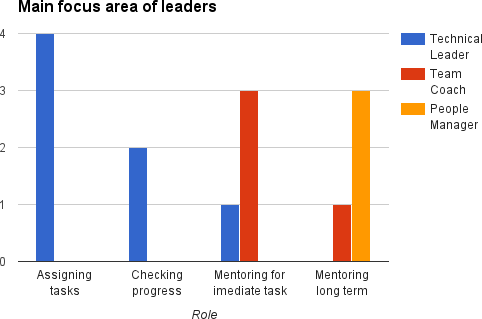 Main focus area of leaders
4
3
2
1
0
Technical
Leader
Team
Coach
People
Manager
Assigning
tasks
Checking
progress
Mentoring for
imediate task
Mentoring
long term
Role